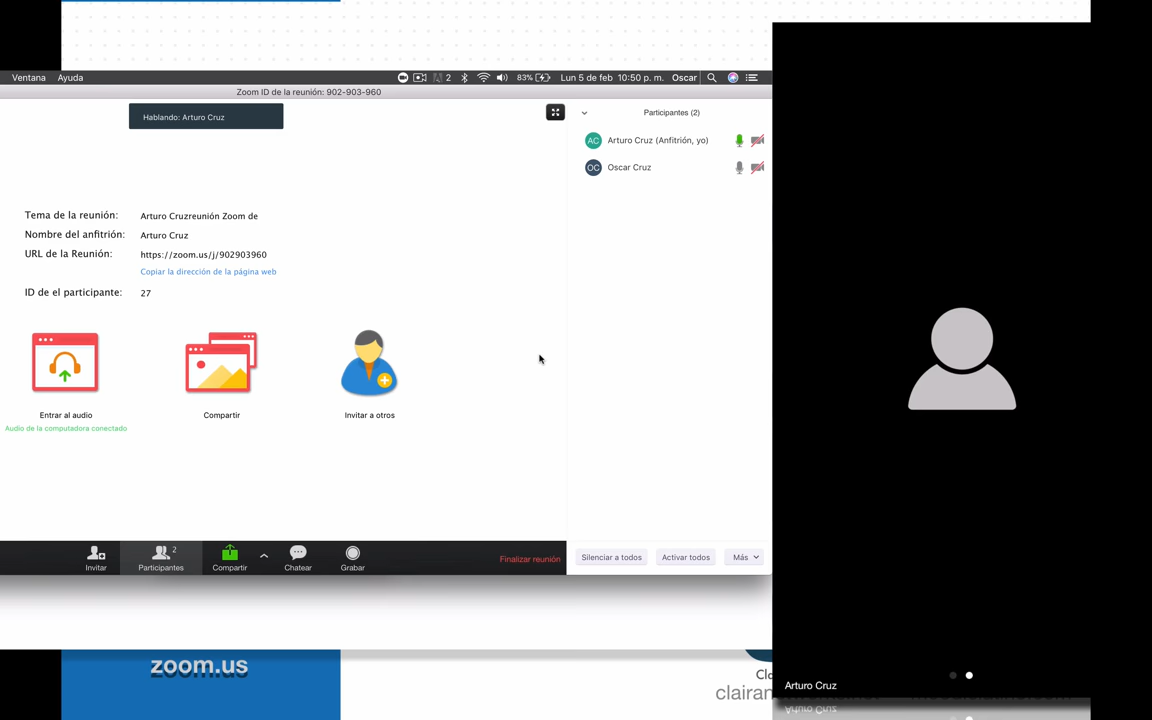 Ventana Ayuda
2 83% Lun 5 de feb 10:50 p. m. Oscar
Zoom ID de la reunión: 902-903-960
Hablando: Arturo Cruz
Participantes (2)
AC Arturo Cruz (Anfitrión, yo)
OC Oscar Cruz
Tema de la reunión: Arturo Cruzreunión Zoom de
Nombre del anfitrión: Arturo Cruz
URL de la Reunión: https://zoom.us/j/902903960
Copiar la dirección de la página web
ID de el participante: 27
Entrar al audio Compartir Invitar a otros
Audio de la computadora conectado
2
Invitar Participantes Compartir Chatear Grabar
Finalizar reunión
Silenciar a todos Activar todos Más
zoom.us
Arturo Cruz
Arturo Cruz